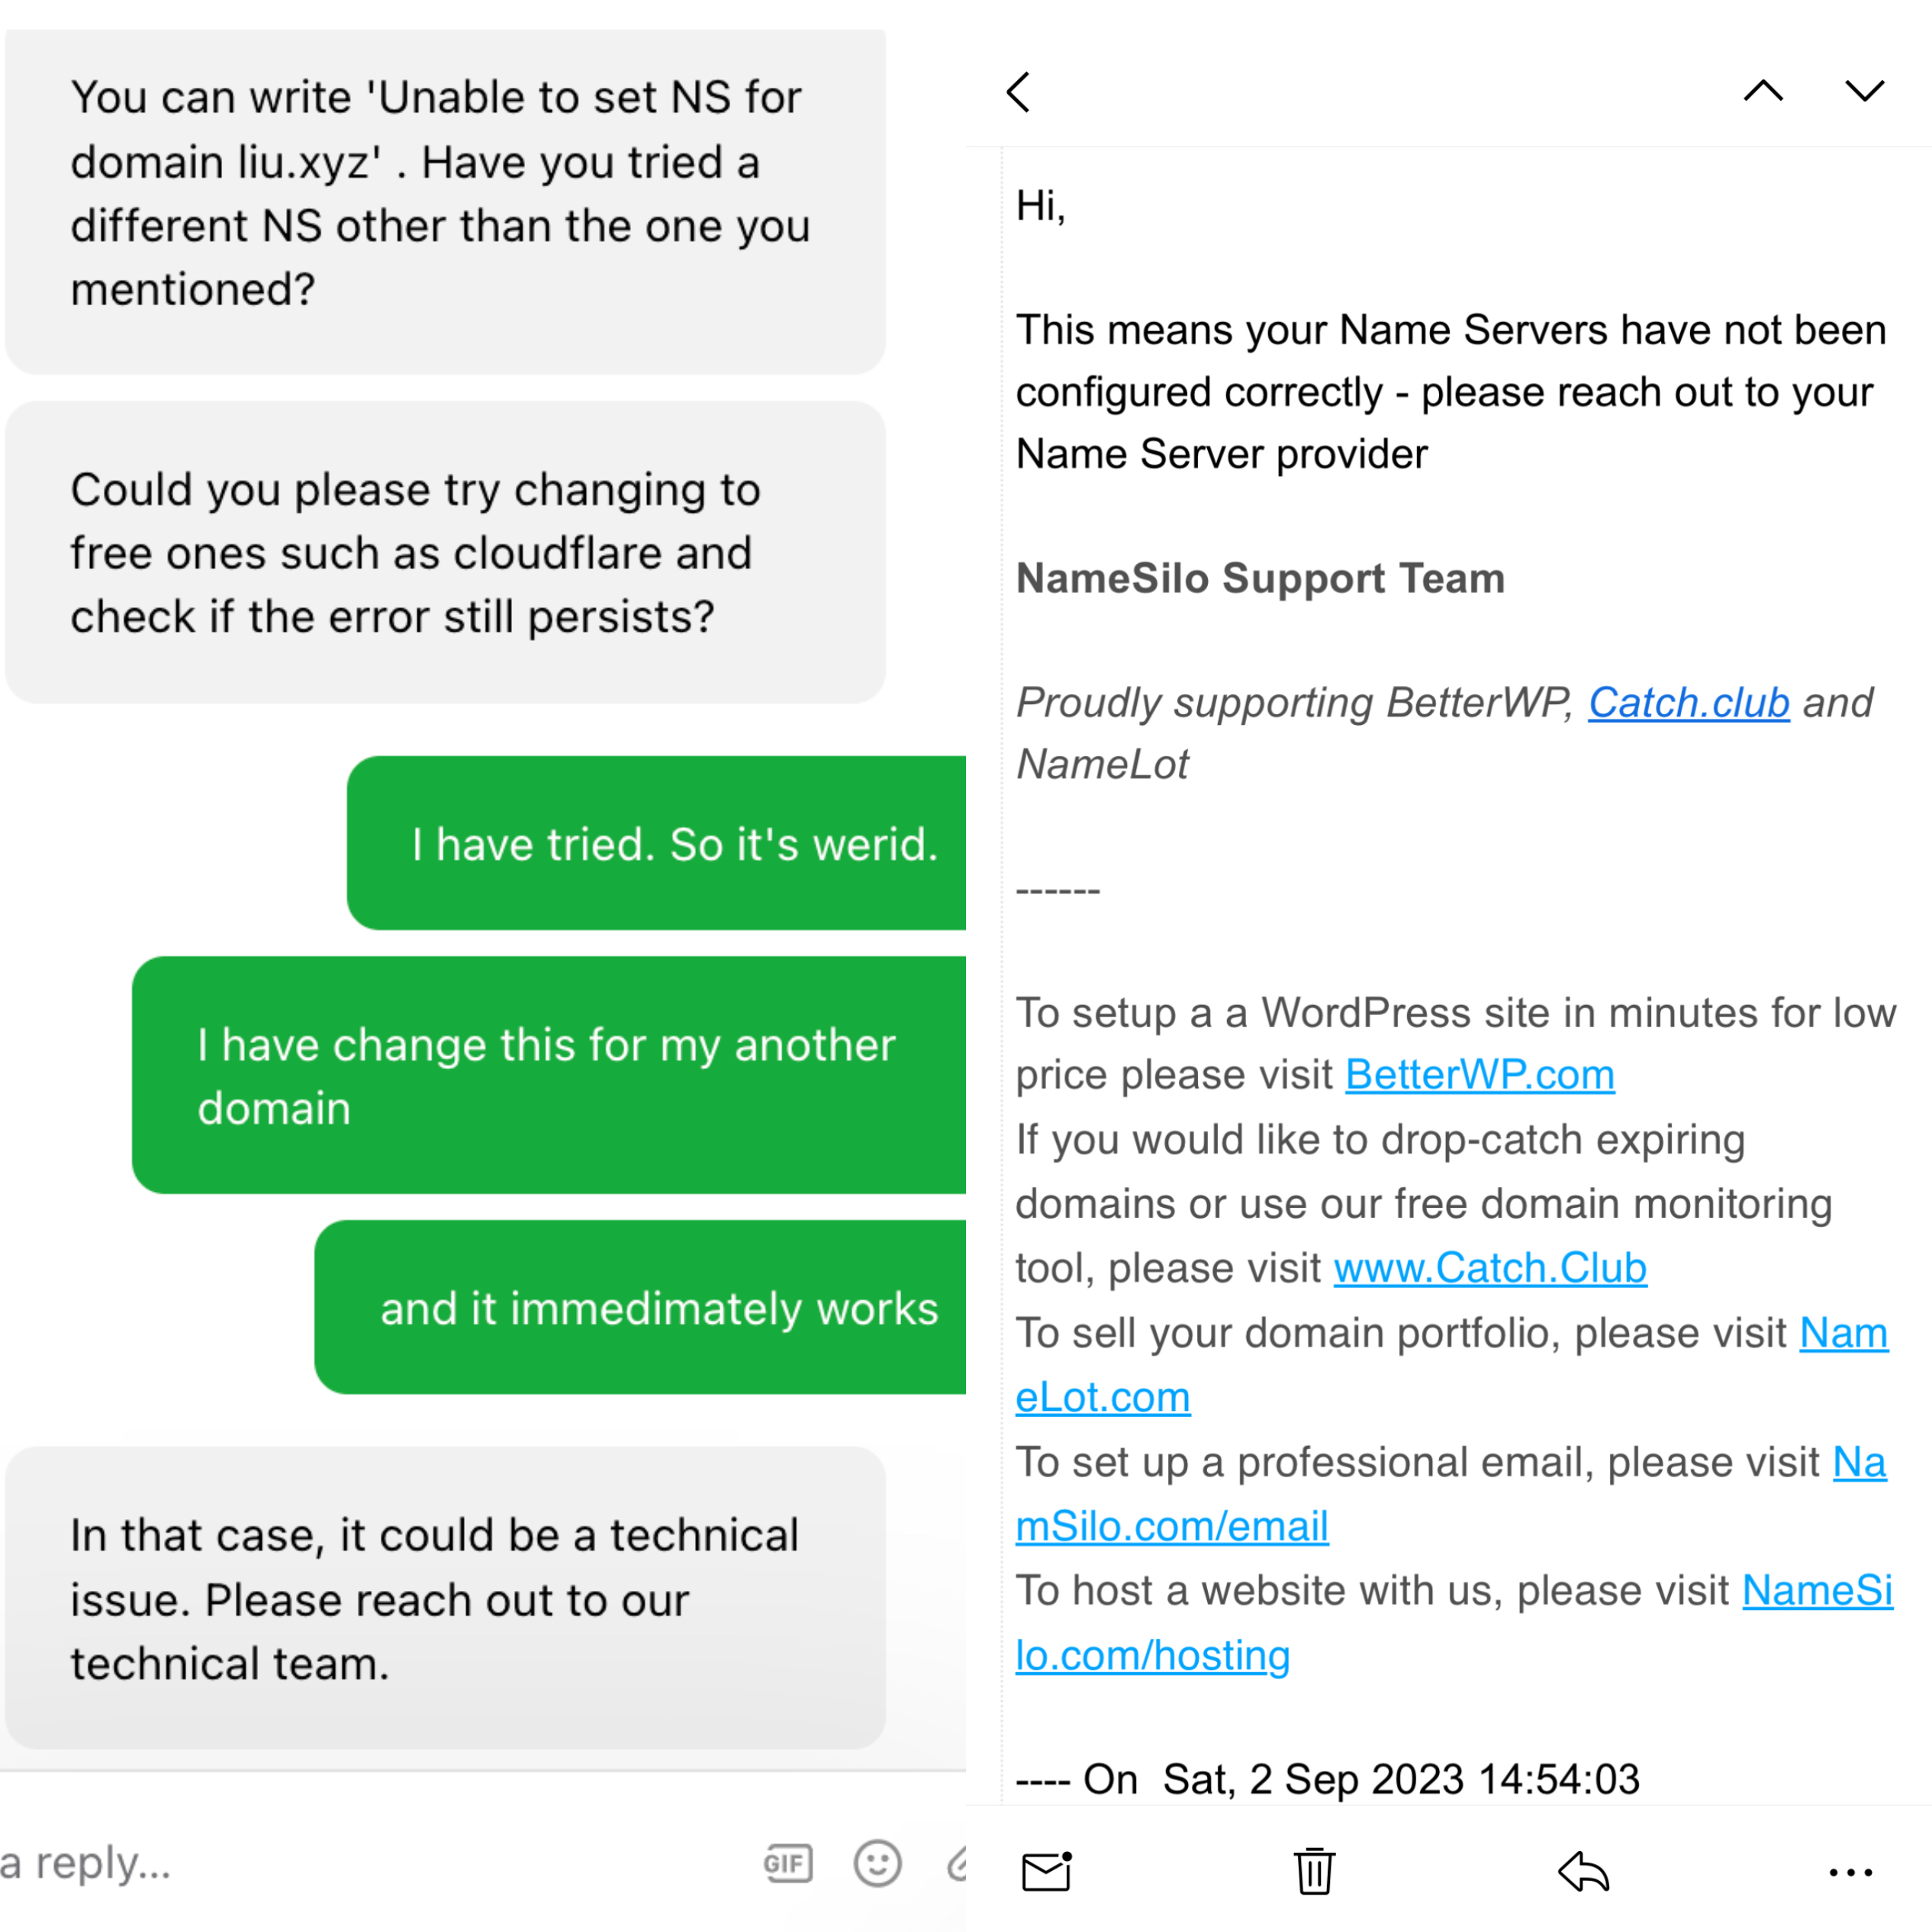 You can write 'Unable to set NS for
domain liu.xyz' . Have you tried a
different NS other than the one you
mentioned?
Could you please try changing to
free ones such as cloudflare and
check if the error still persists?
I have tried. So it's werid.
I have change this for my another
domain
and it immedimately works
In that case, it could be a technical
issue. Please reach out to our
technical team.
a reply...
GIF
Hi,
This means your Name Servers have not been
configured correctly - please reach out to your
Name Server provider
NameSilo Support Team
Proudly supporting BetterWP, Catch.club and
NameLot
------
To setup a a WordPress site in minutes for low
price please visit BetterWP.com
If you would like to drop-catch expiring
domains or use our free domain monitoring
tool, please visit www.Catch.Club
To sell your domain portfolio, please visit Nam
eLot.com
To set up a professional email, please visit Na
mSilo.com/email
To host a website with us, please visit NameSi
lo.com/hosting
---- On  Sat, 2 Sep 2023 14:54:03